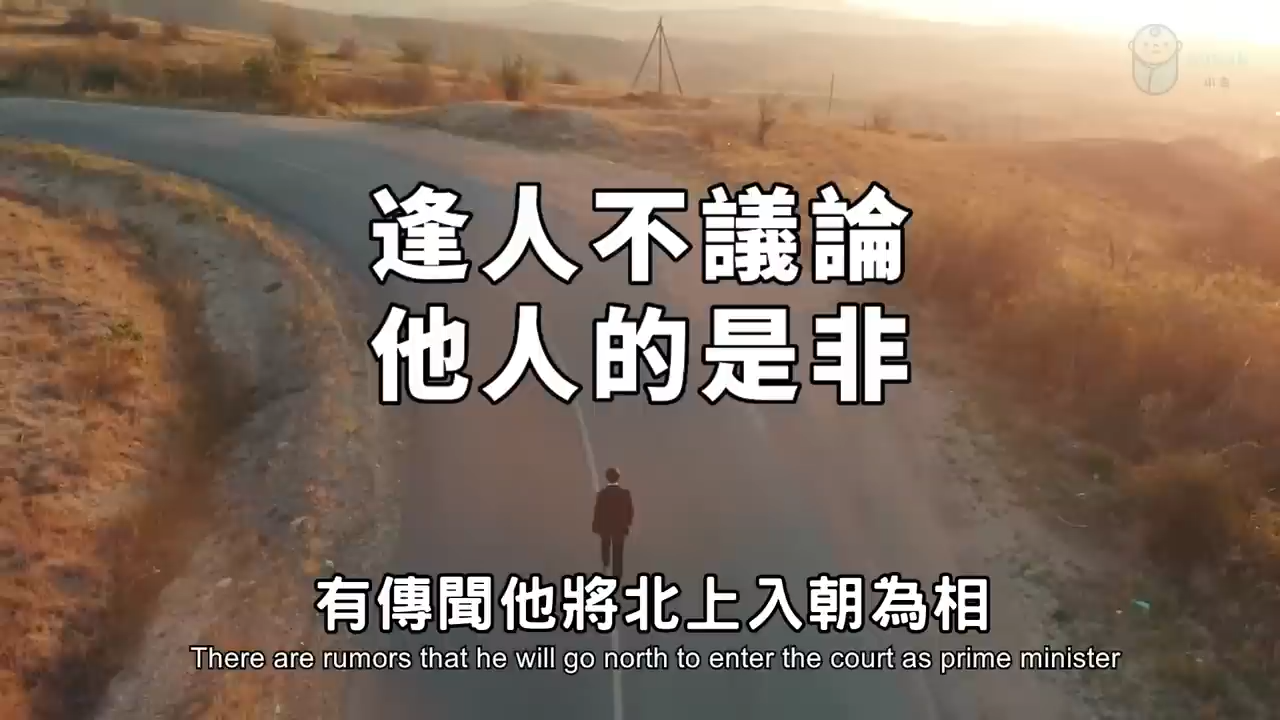 逢人不議論
他人的是非
有傳聞他將北上入朝為相
There are rumors that he will go north to enter the court as prime minister